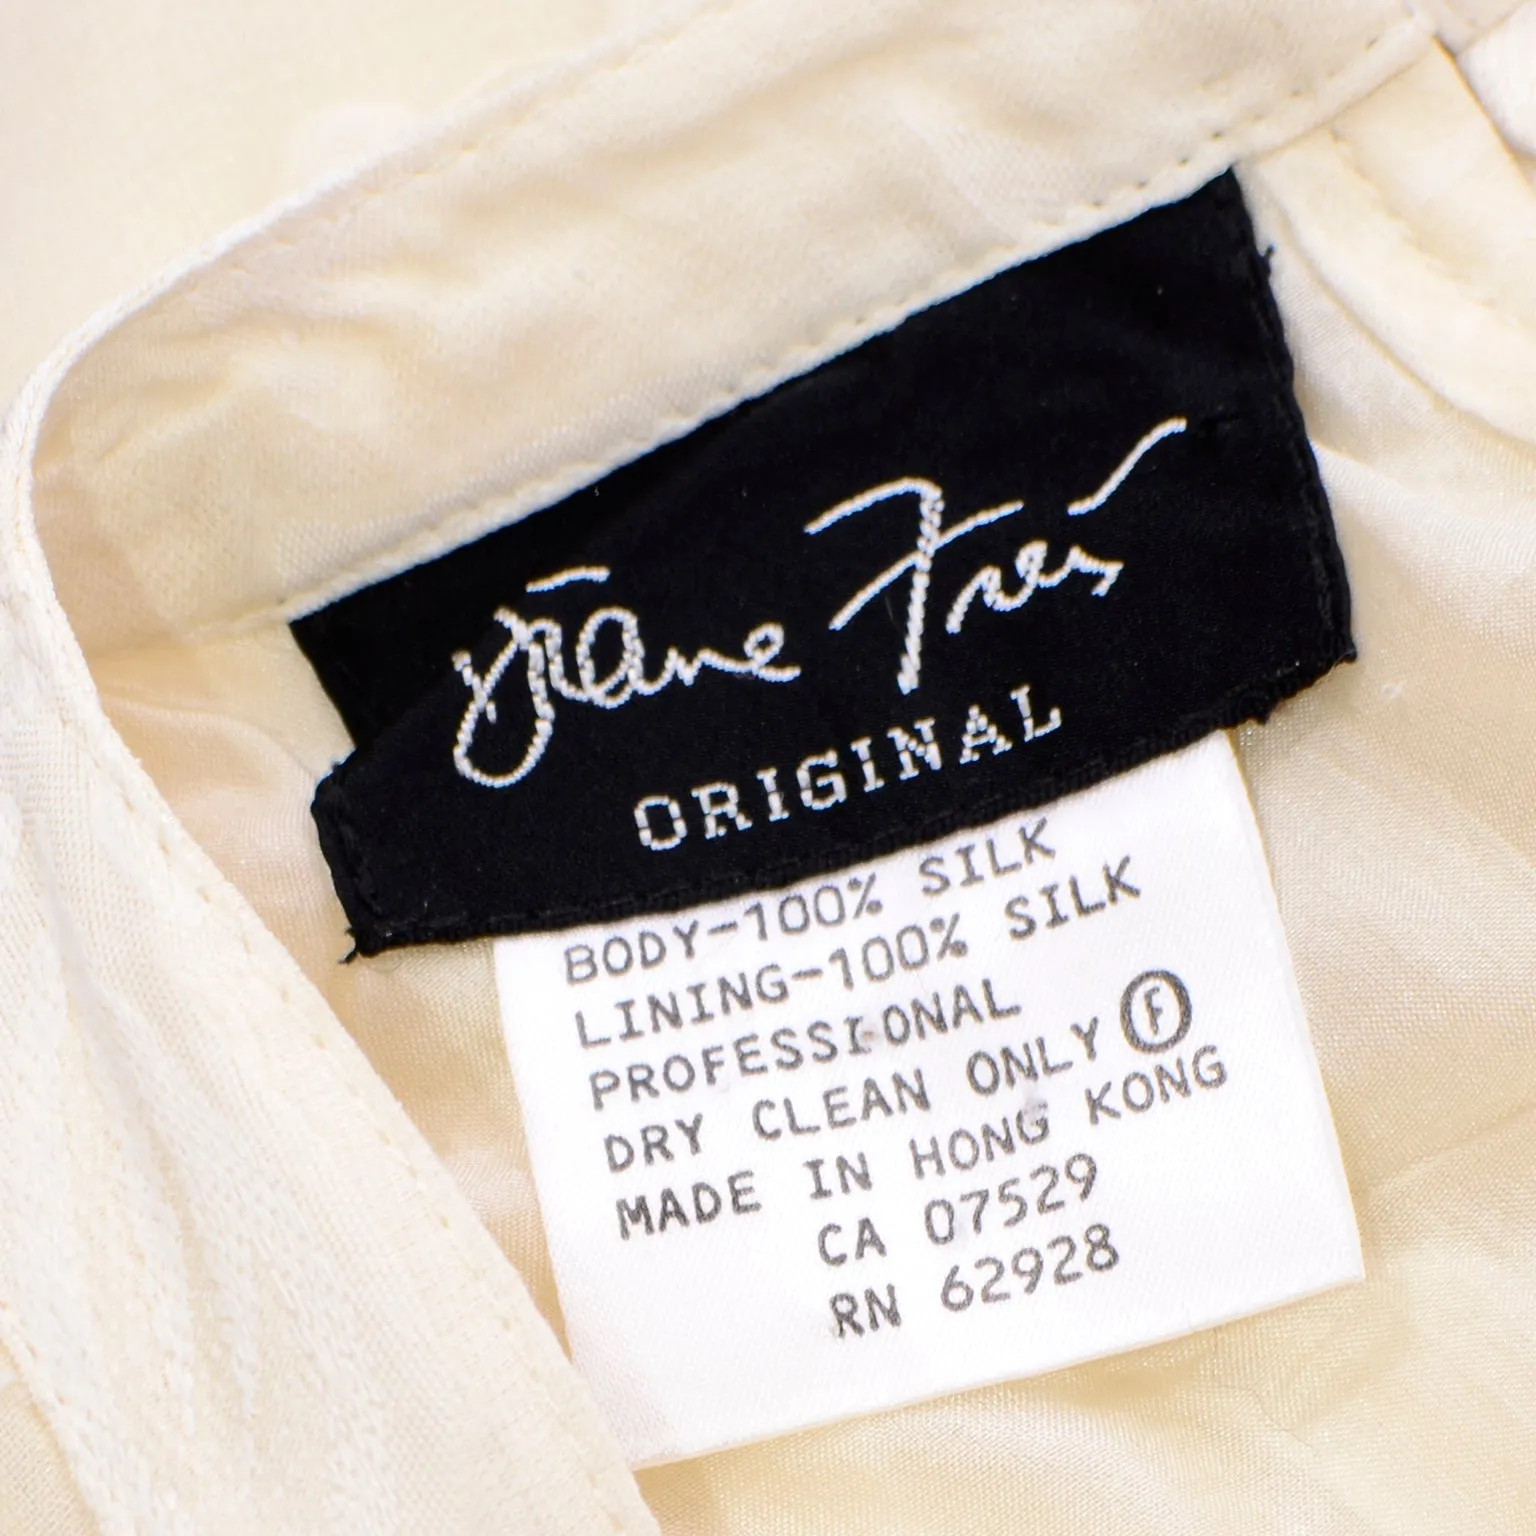 Diane Fres
ORIGINAL
BODY-100% SILK
LINING-100% SILK
PROFESSIONAL
DRY CLEAN ONLY Ⓕ
MADE IN HONG KONG
CA 07529
RN 62928